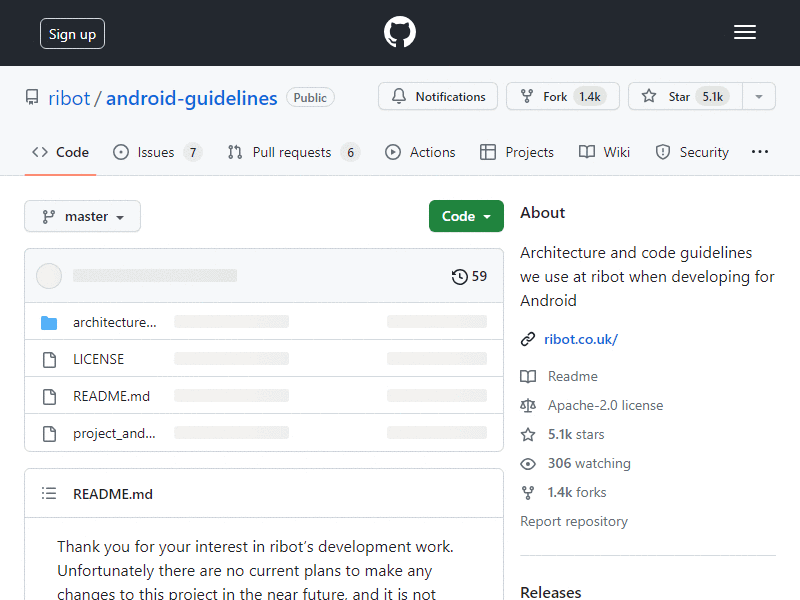 Sign up
ribot / android-guidelines Public
Notifications Fork 1.4k Star 5.1k
Code Issues 7 Pull requests 6 Actions Projects Wiki Security
master Code
59
architecture...
LICENSE
README.md
project_and...
README.md
Thank you for your interest in ribot's development work.
Unfortunately there are no current plans to make any
changes to this project in the near future, and it is not
About
Architecture and code guidelines
we use at ribot when developing for
Android
ribot.co.uk/
Readme
Apache-2.0 license
5.1k stars
306 watching
1.4k forks
Report repository
Releases